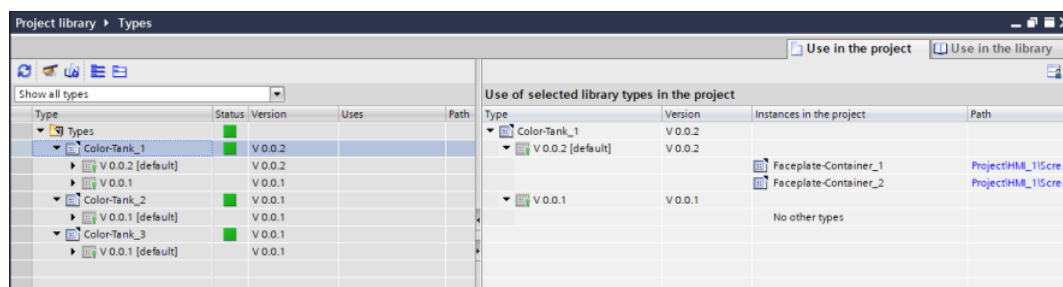 Project library ▸ Types
Use in the project
Use in the library
Show all types
Use of selected library types in the project
Type Status Version Uses Path
Type Version Instances in the project Path
Types
Color-Tank_1 V 0.0.2
V 0.0.2 [default] V 0.0.2
V 0.0.1 V 0.0.1
Color-Tank_2 V 0.0.1
V 0.0.1 [default] V 0.0.1
Color-Tank_3 V 0.0.1
V 0.0.1 [default] V 0.0.1
Color-Tank_1 V 0.0.2
V 0.0.2 [default] V 0.0.2
Faceplate-Container_1 Project\HMI_1\Scre
Faceplate-Container_2 Project\HMI_1\Scre
V 0.0.1 V 0.0.1
No other types